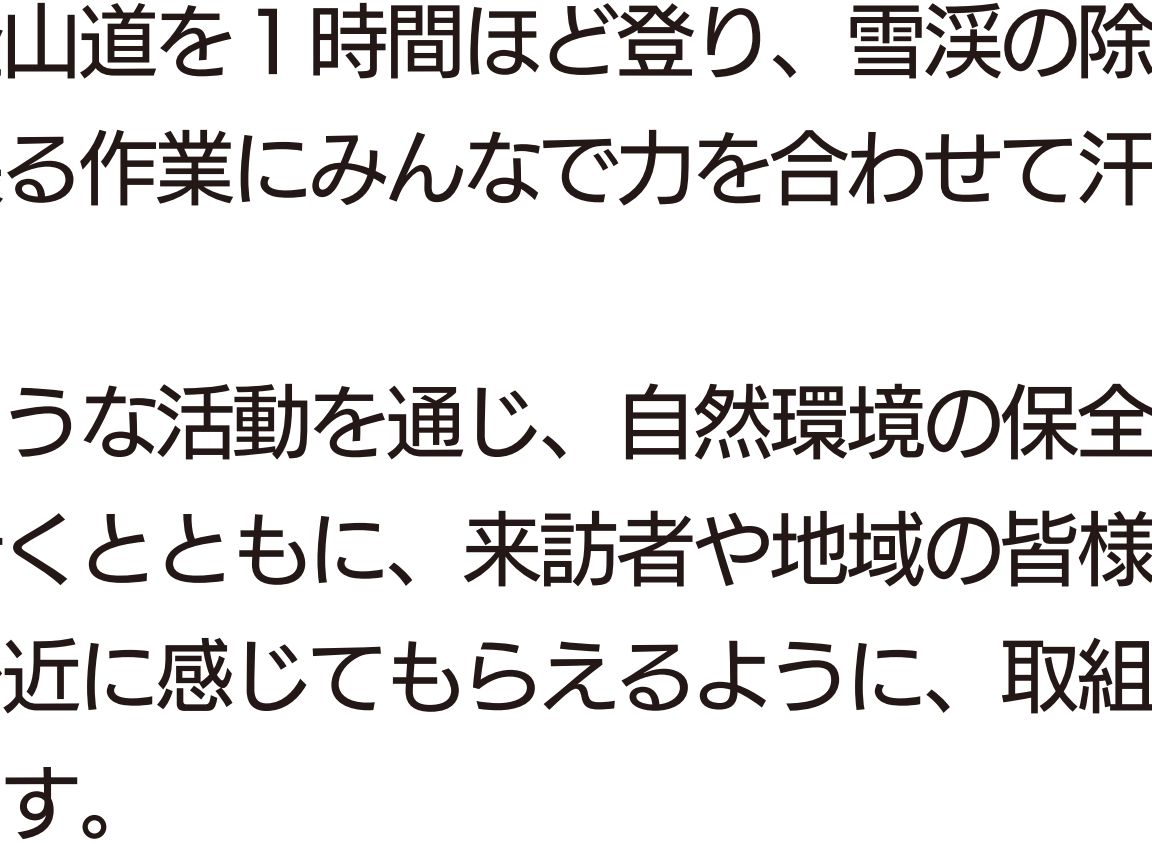 山道を１時間ほど登り、雪渓の除
る作業にみんなで力を合わせて汗
うな活動を通じ、自然環境の保全
くとともに、来訪者や地域の皆様
近に感じてもらえるように、取組
す。